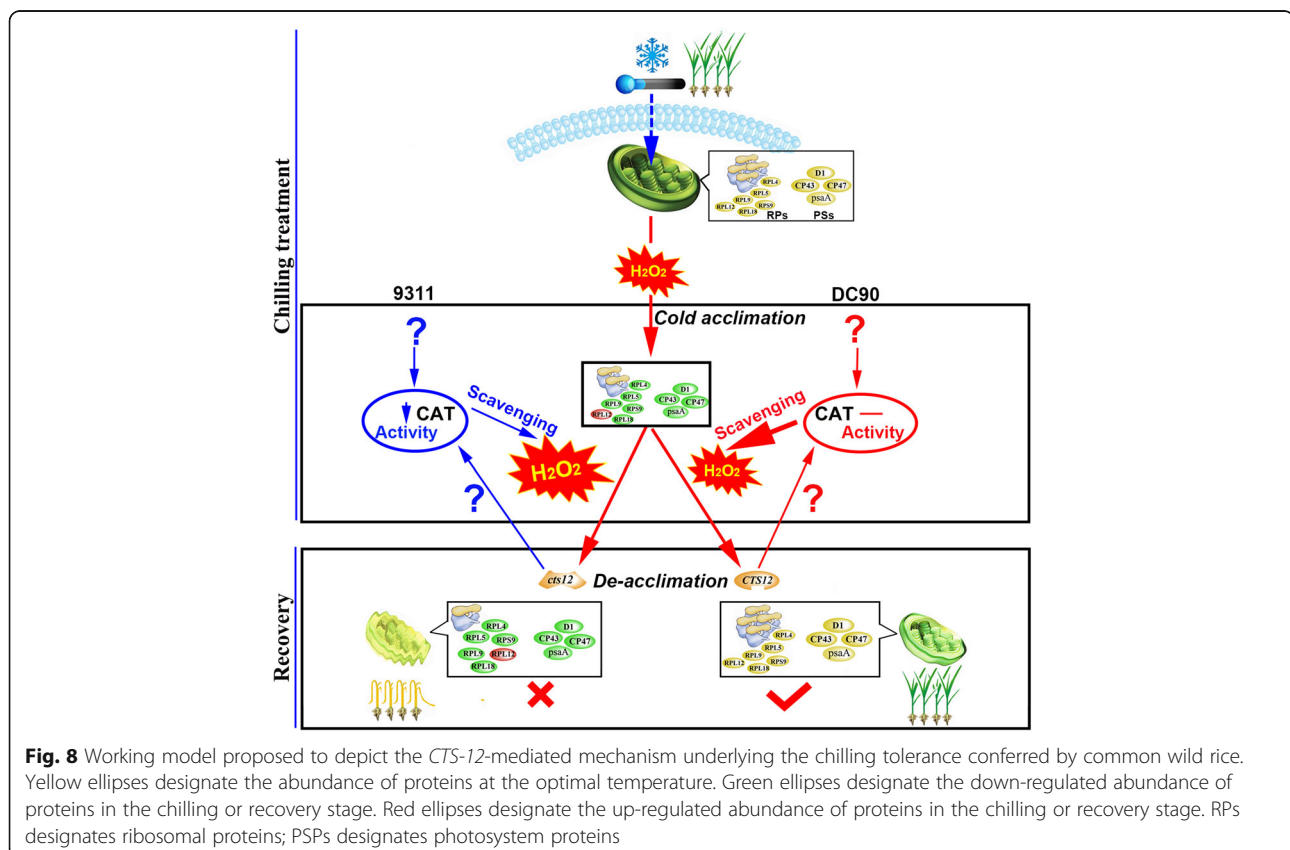 Chilling treatment
RPL4
RPL5
RPL9
RPL12
RPS9
RPL18
RPs
D1
CP43
CP47
psaA
PSs
H2O2
9311
DC90
Cold acclimation
?
CAT
Activity
Scavenging
H2O2
RPL4
RPL5
RPL9
RPS9
RPL12
RPL18
D1
CP43
CP47
psaA
Scavenging
H2O2
?
CAT
Activity
?
?
Recovery
cts12
De-acclimation
CTS12
RPL4
RPL5
RPS9
RPL9
RPL12
RPL18
D1
CP43
CP47
psaA
RPL4
RPL5
RPL9
RPL12
RPS9
RPL18
D1
CP43
CP47
psaA
Fig. 8 Working model proposed to depict the CTS-12-mediated mechanism underlying the chilling tolerance conferred by common wild rice.
Yellow ellipses designate the abundance of proteins at the optimal temperature. Green ellipses designate the down-regulated abundance of
proteins in the chilling or recovery stage. Red ellipses designate the up-regulated abundance of proteins in the chilling or recovery stage. RPs
designates ribosomal proteins; PSPs designates photosystem proteins